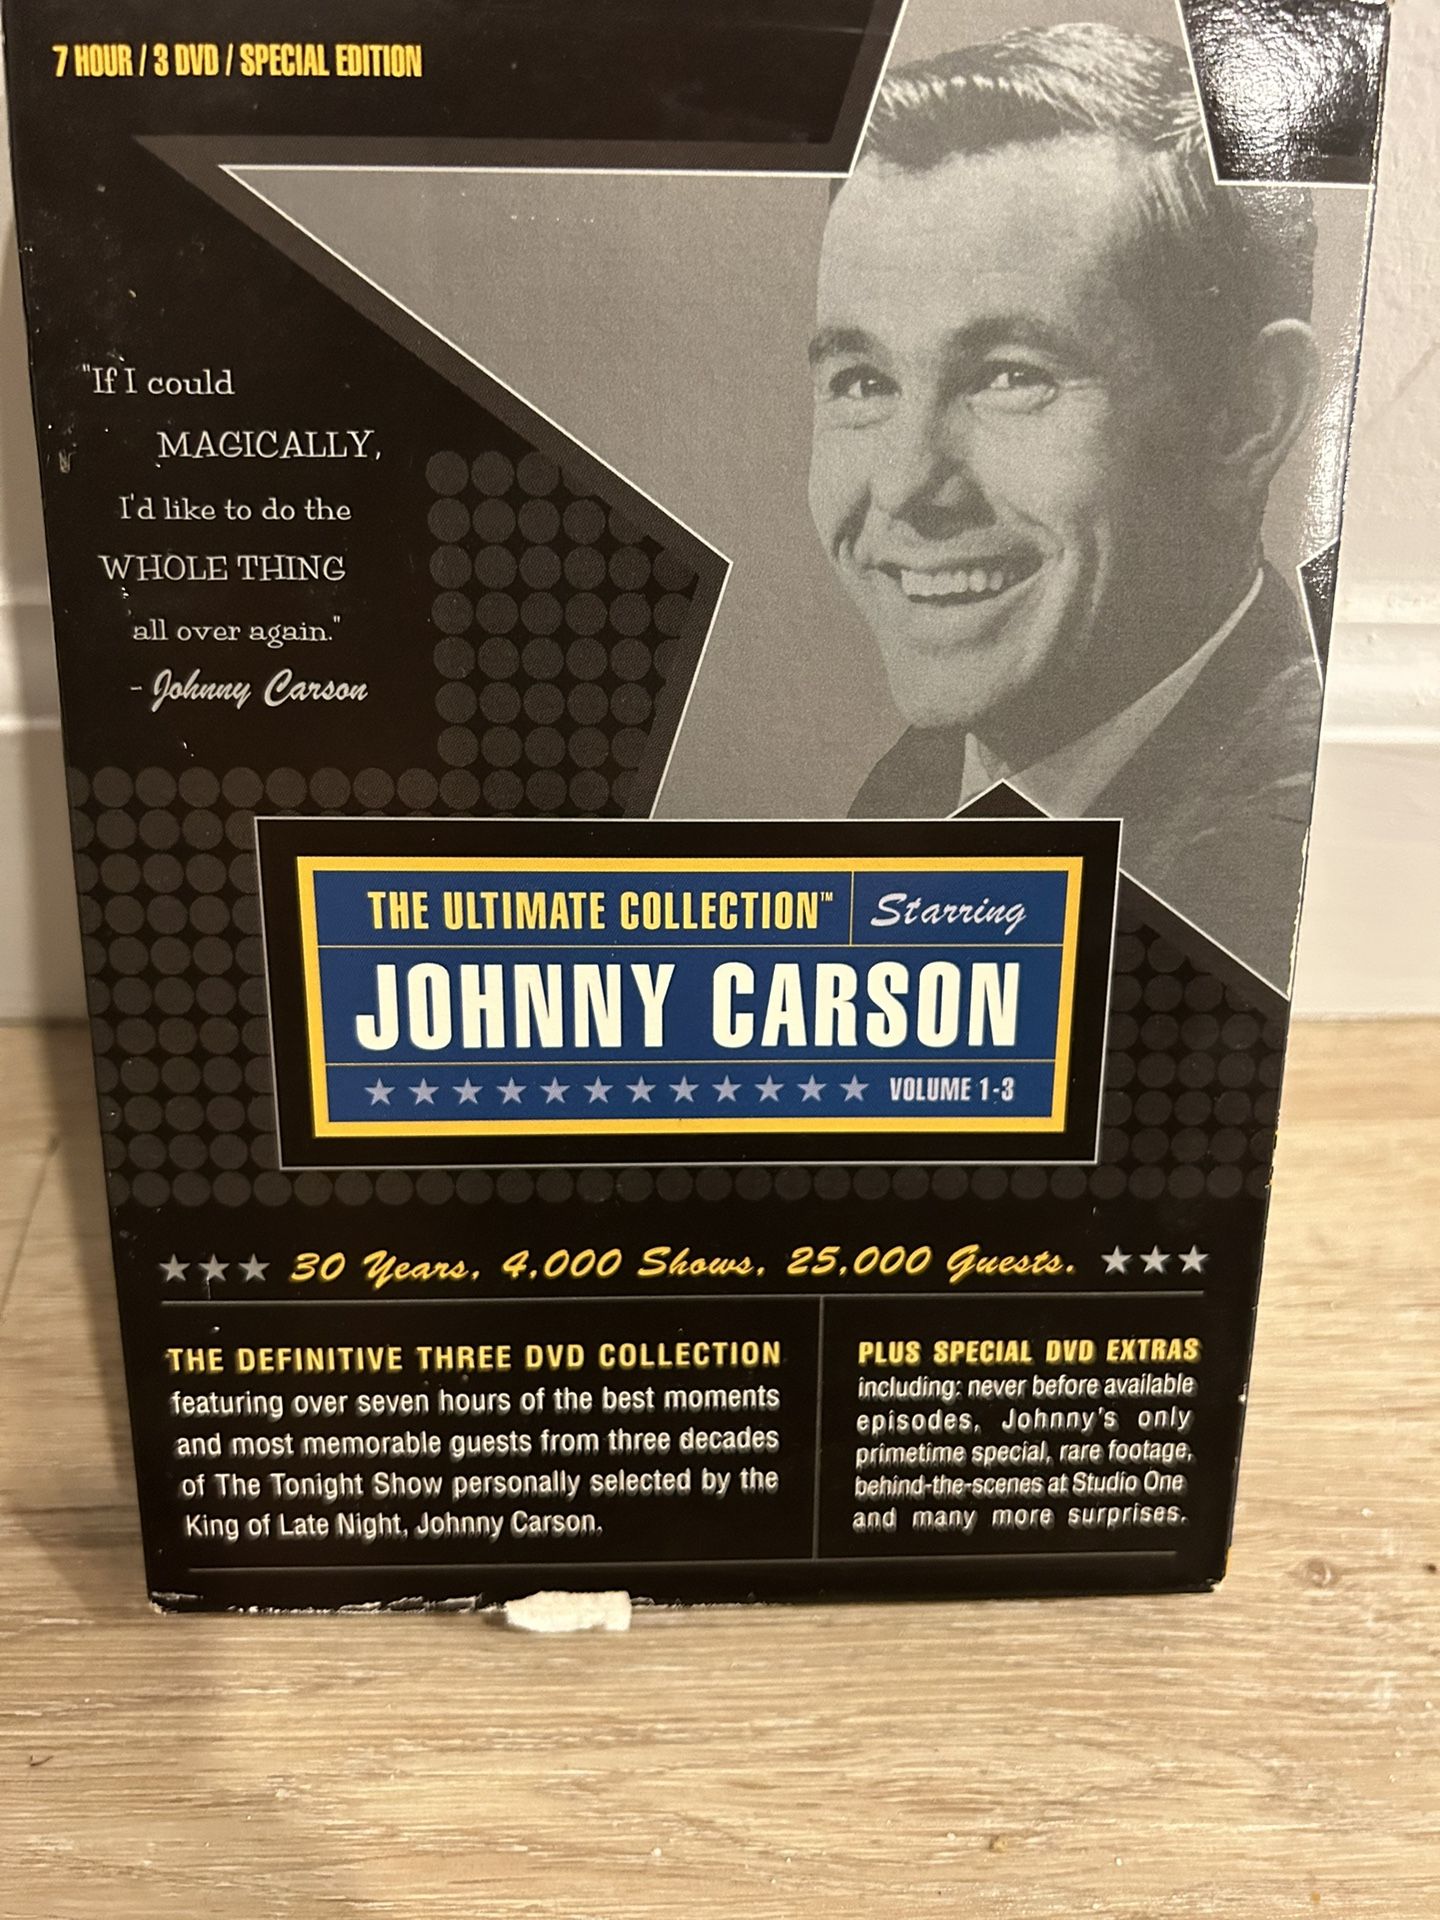 7 HOUR / 3 DVD / SPECIAL EDITION
"If I could
MAGICALLY,
I'd like to do the
WHOLE THING
all over again."
- Johnny Carson
THE ULTIMATE COLLECTION™ Starring
JOHNNY CARSON
VOLUME 1-3
30 Years, 4,000 Shows, 25,000 Guests.
THE DEFINITIVE THREE DVD COLLECTION
featuring over seven hours of the best moments
and most memorable guests from three decades
of The Tonight Show personally selected by the
King of Late Night, Johnny Carson.
PLUS SPECIAL DVD EXTRAS
including: never before available
episodes, Johnny's only
primetime special, rare footage,
behind-the-scenes at Studio One
and many more surprises.